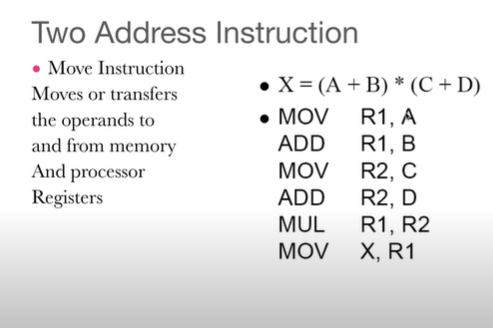 Two Address Instruction
• Move Instruction
Moves or transfers
the operands to
and from memory
And processor
Registers
• X = (A + B) * (C + D)
• MOV R1, A
ADD R1, B
MOV R2, C
ADD R2, D
MUL R1, R2
MOV X, R1